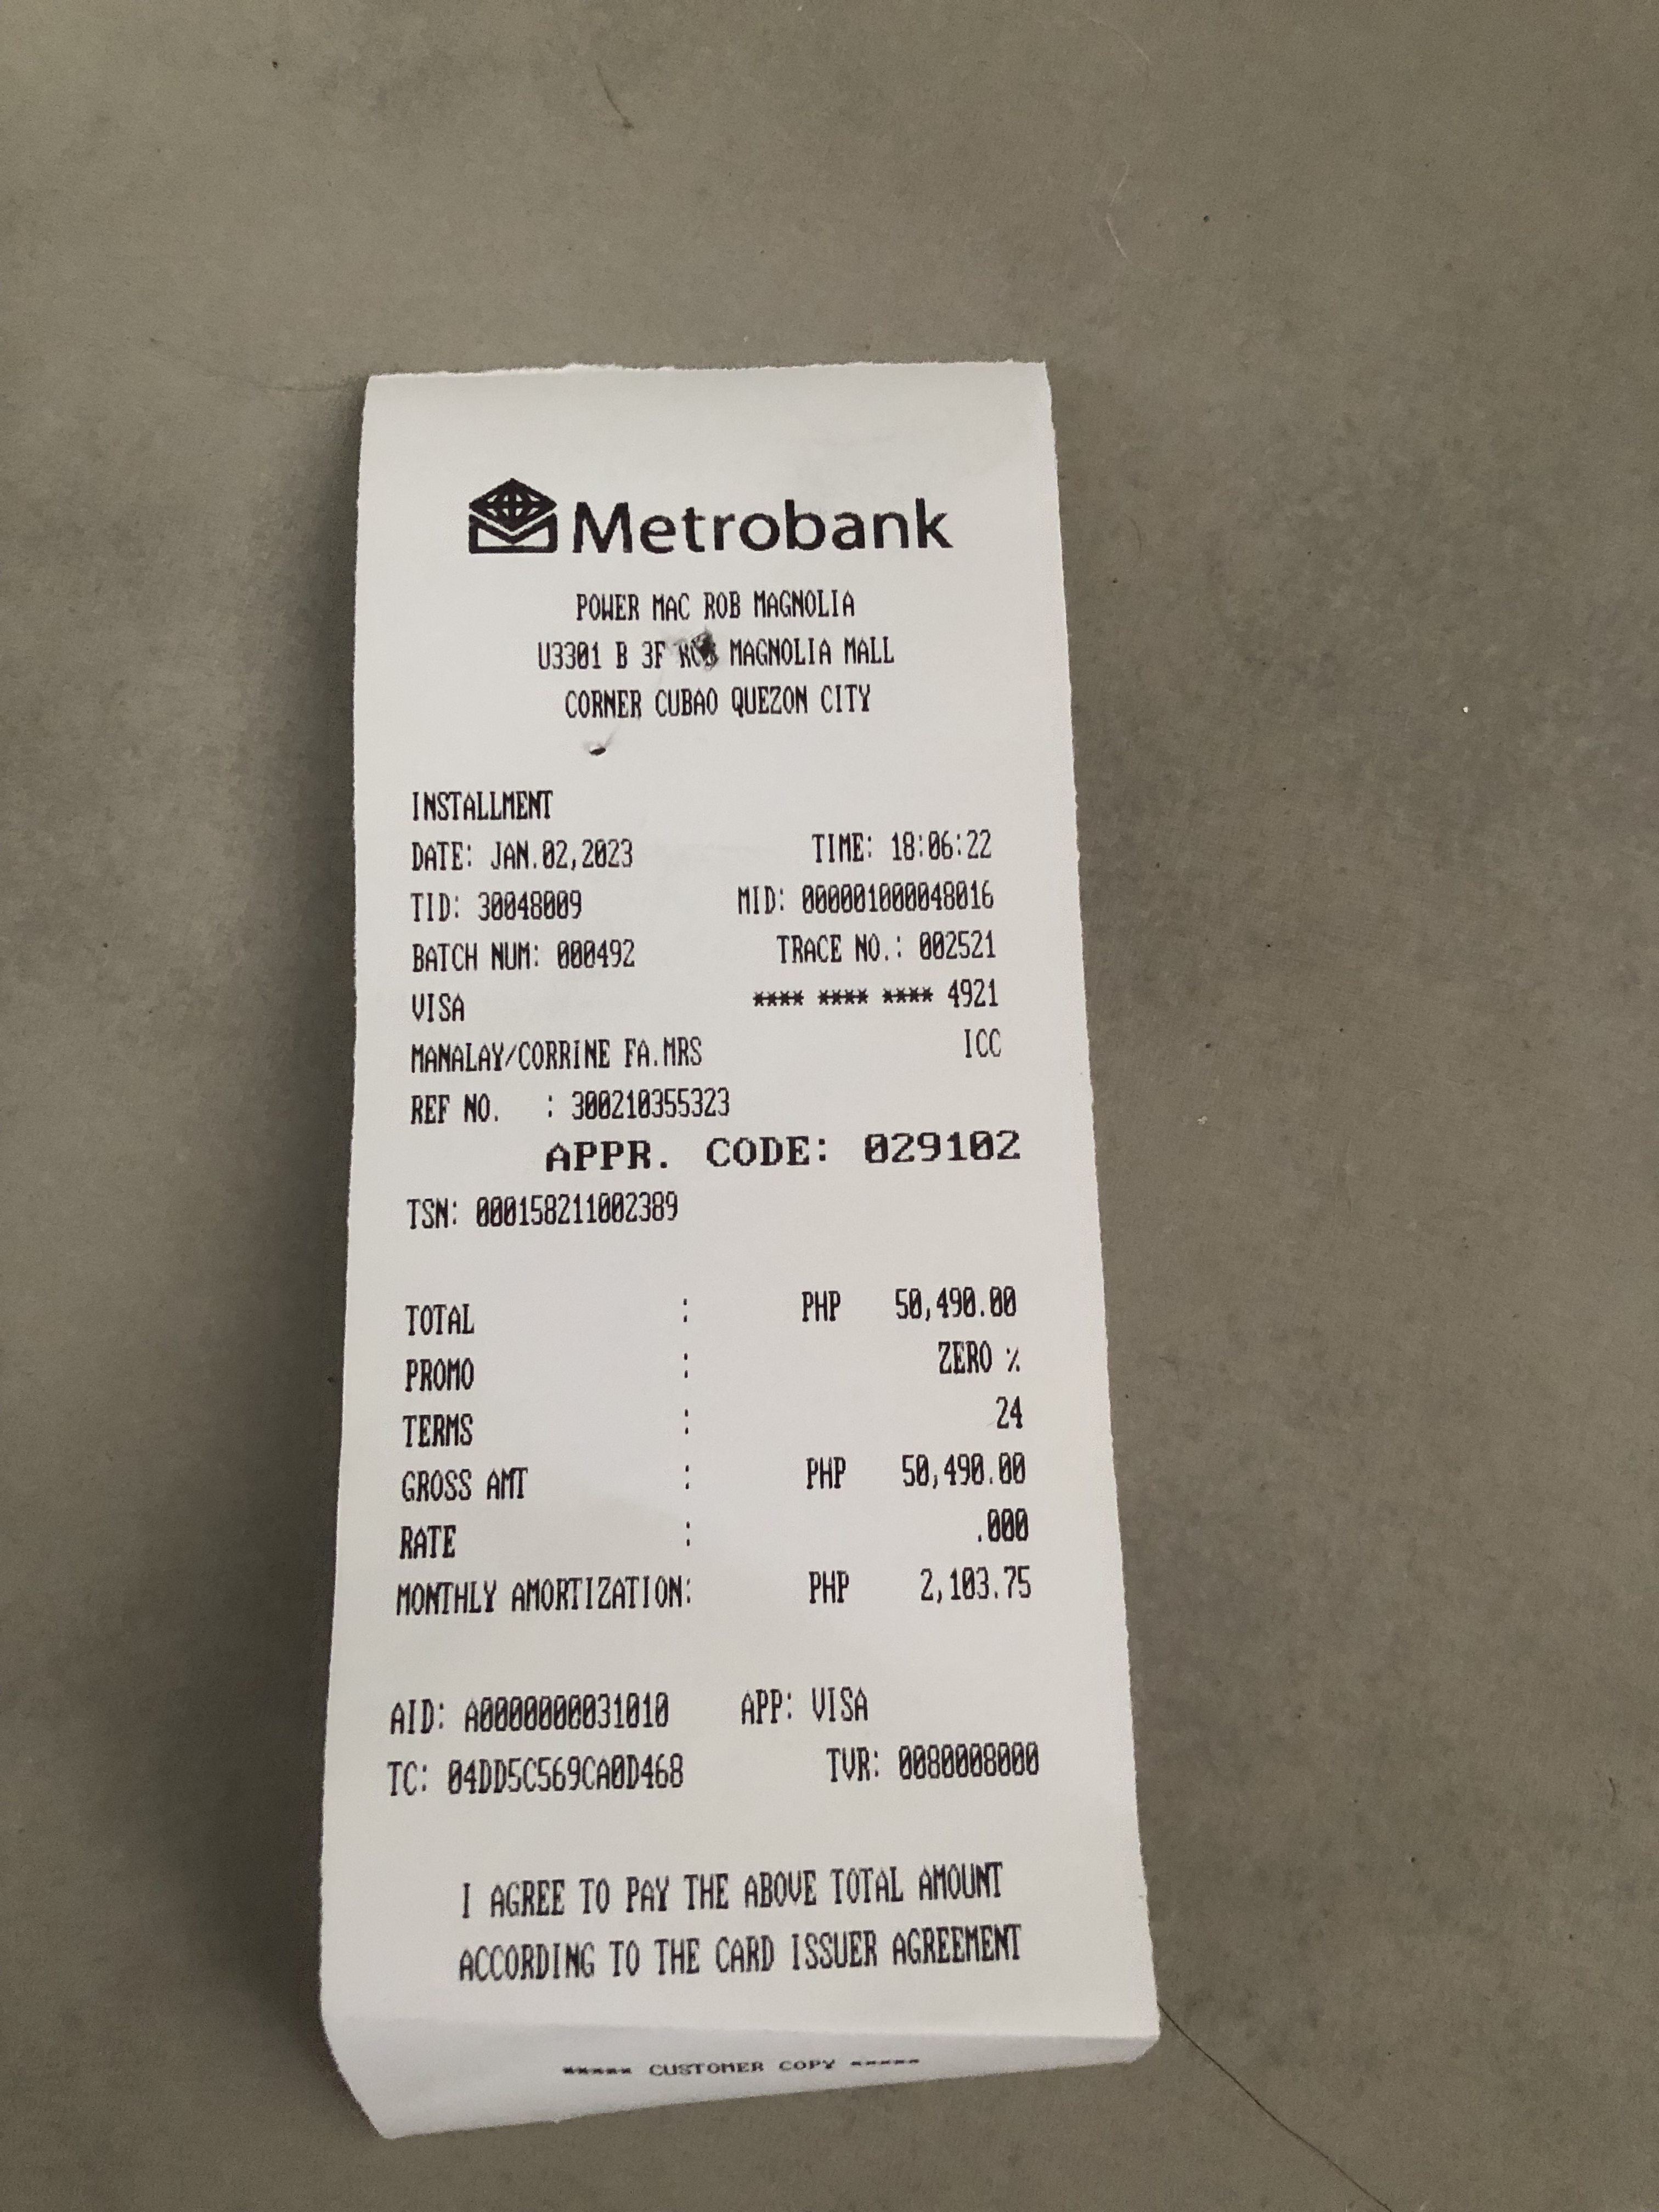 Metrobank
POWER MAC ROB MAGNOLIA
U3301 B 3F ROB MAGNOLIA MALL
CORNER CUBAO QUEZON CITY
INSTALLMENT
DATE: JAN.02,2023 TIME: 18:06:22
TID: 30048009 MID: 000001000048016
BATCH NUM: 000492 TRACE NO.: 002521
VISA **** **** **** 4921
MANALAY/CORRINE FA.MRS ICC
REF NO. : 300210355323
APPR. CODE: 029102
TSN: 000158211002389
TOTAL : PHP 50,490.00
PROMO : ZERO %
TERMS : 24
GROSS AMT : PHP 50,490.00
RATE : .000
MONTHLY AMORTIZATION: PHP 2,103.75
AID: A0000000031010 APP: VISA
TC: 04DD5C569CA0D468 TVR: 0080008000
I AGREE TO PAY THE ABOVE TOTAL AMOUNT
ACCORDING TO THE CARD ISSUER AGREEMENT
***** CUSTOMER COPY *****